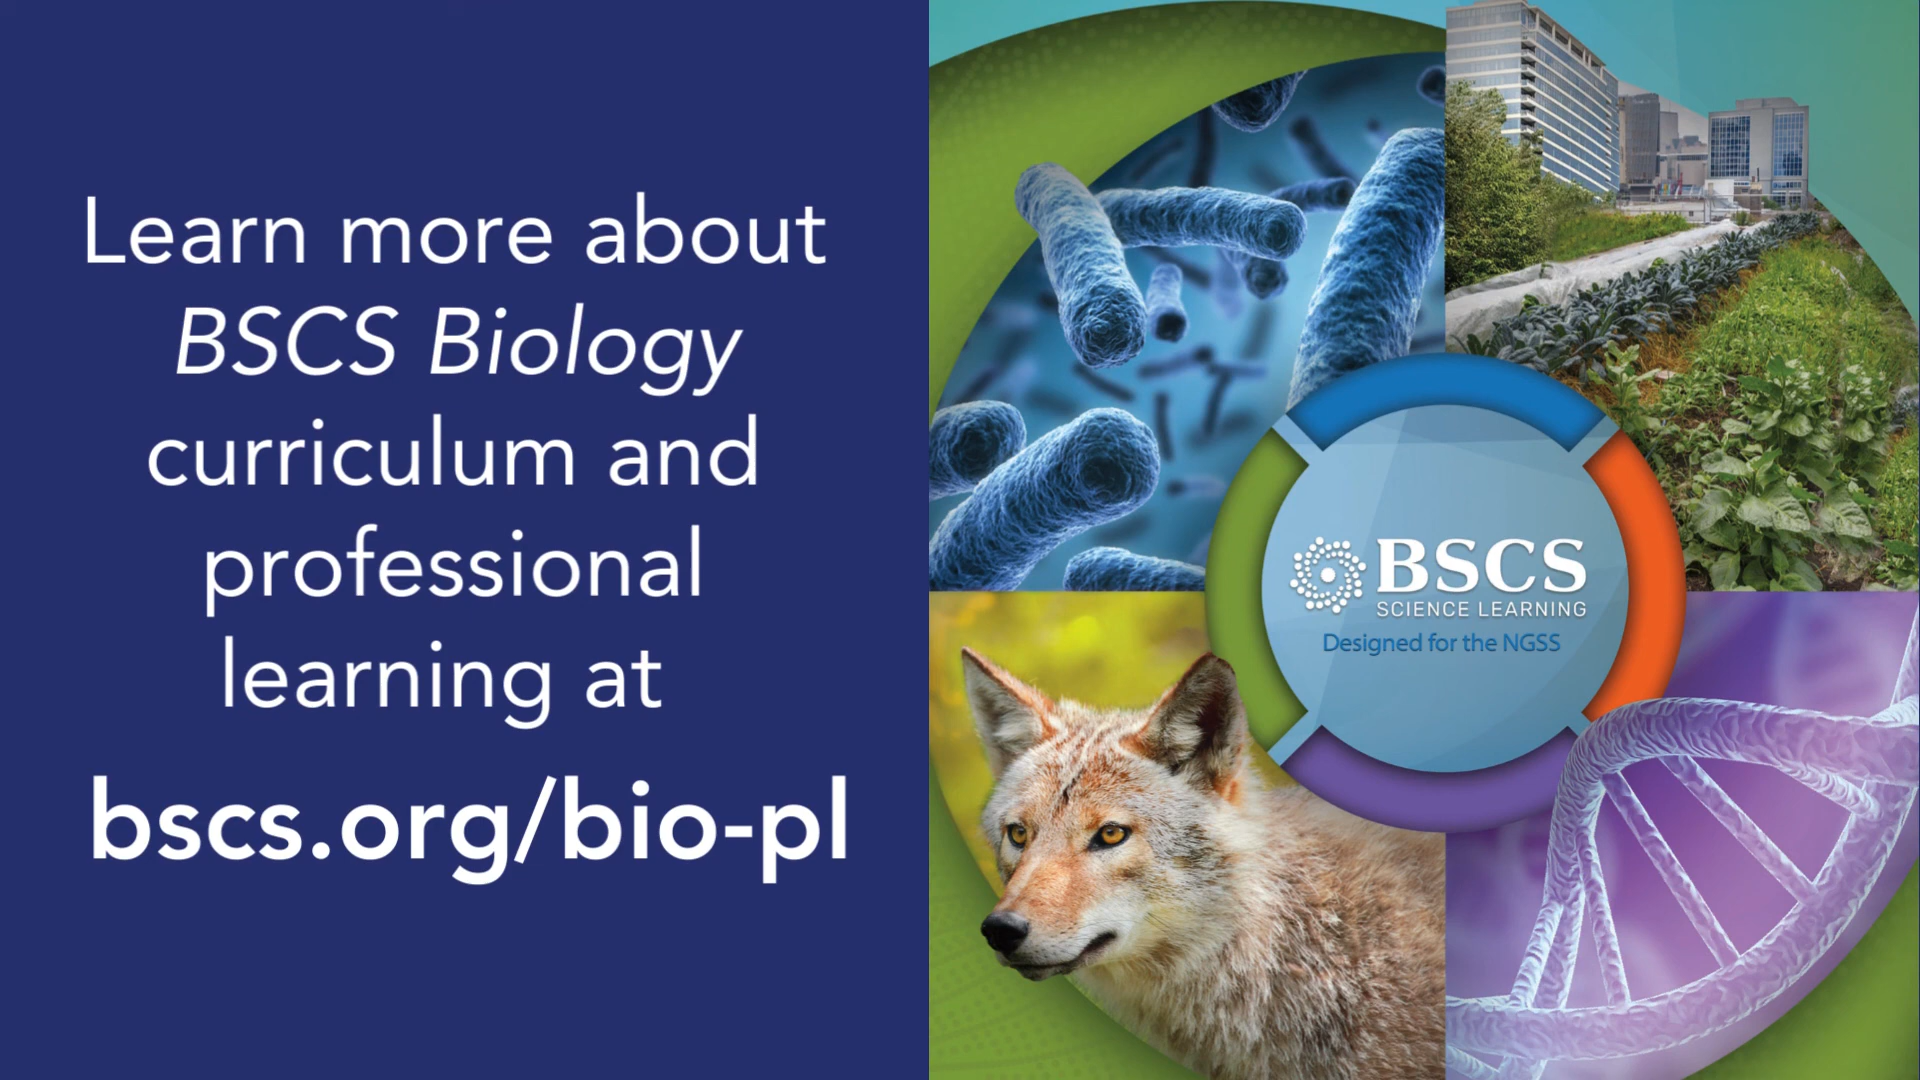 Learn more about
BSCS Biology
curriculum and
professional
learning at
bscs.org/bio-pl
BSCS
SCIENCE LEARNING
Designed for the NGSS